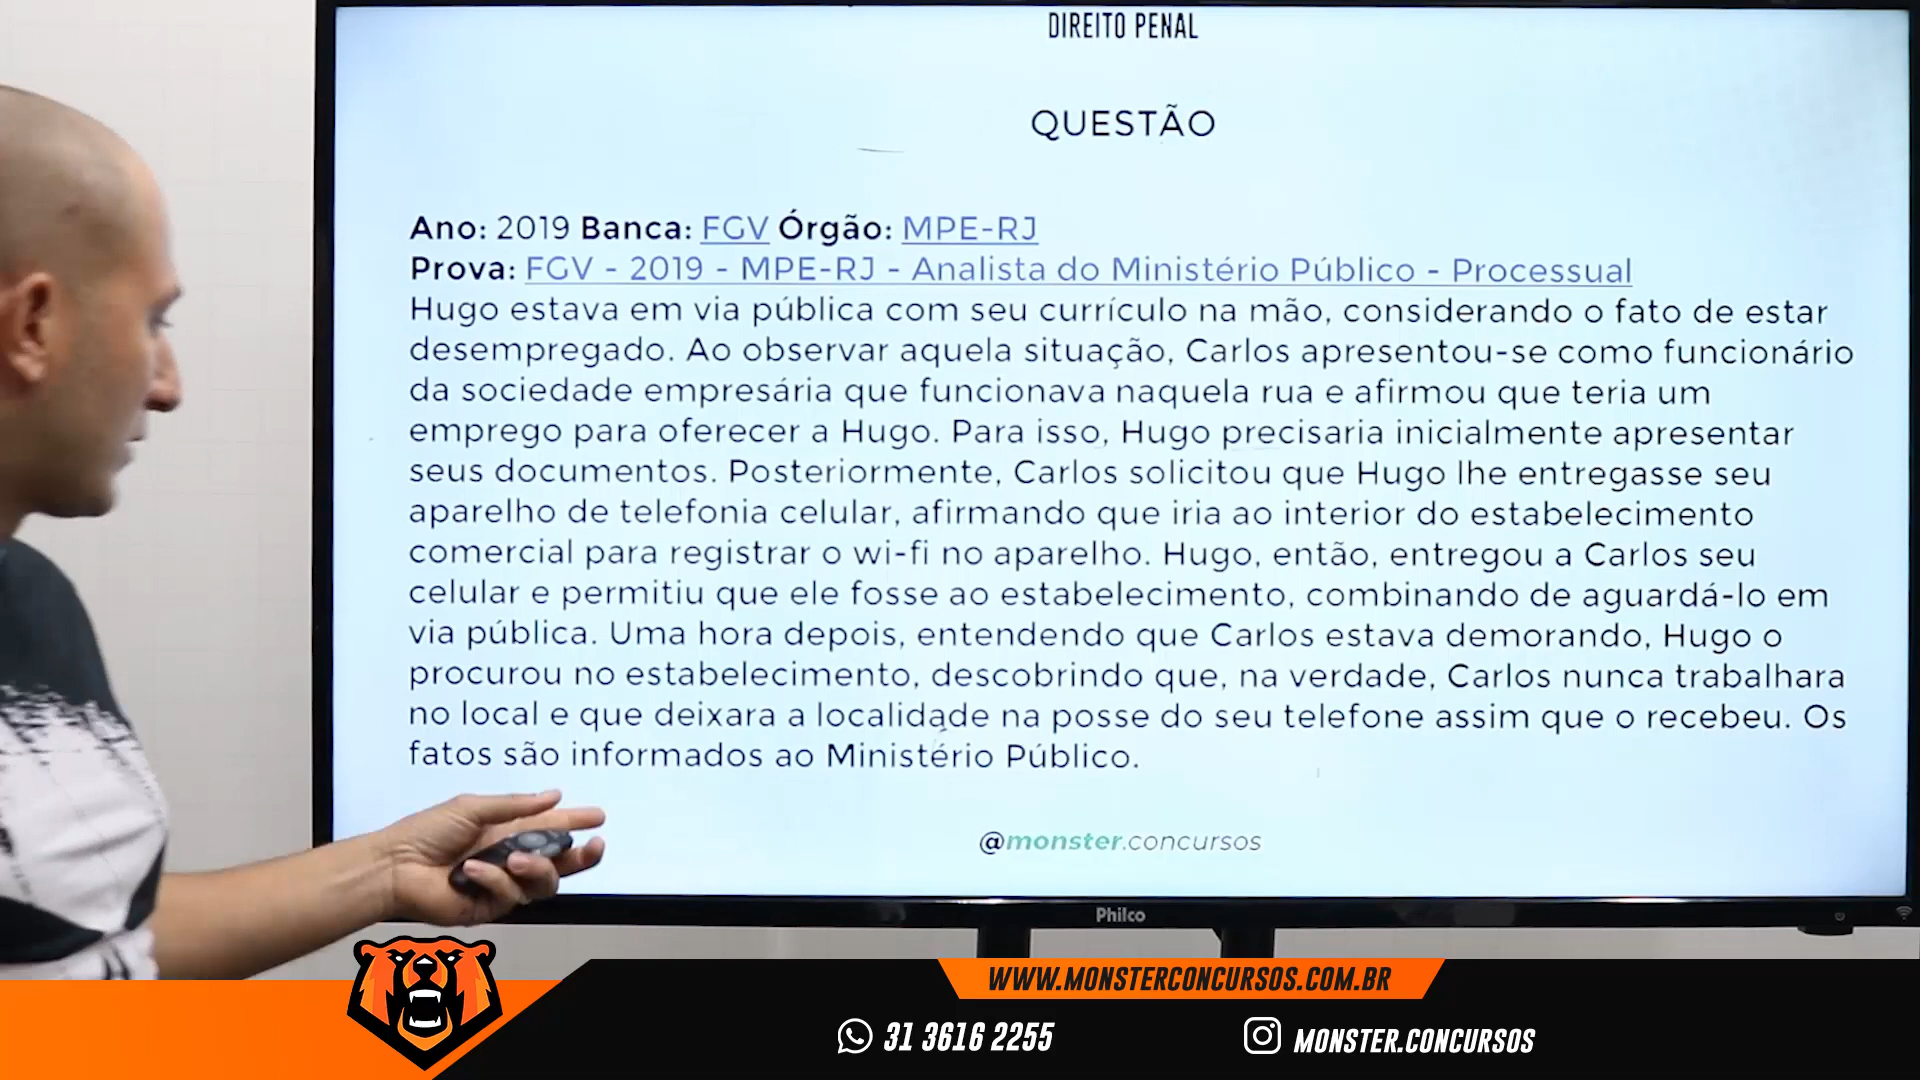 DIREITO PENAL
QUESTÃO
Ano: 2019 Banca: FGV Órgão: MPE-RJ
Prova: FGV - 2019 - MPE-RJ - Analista do Ministério Público - Processual
Hugo estava em via pública com seu currículo na mão, considerando o fato de estar
desempregado. Ao observar aquela situação, Carlos apresentou-se como funcionário
da sociedade empresária que funcionava naquela rua e afirmou que teria um
emprego para oferecer a Hugo. Para isso, Hugo precisaria inicialmente apresentar
seus documentos. Posteriormente, Carlos solicitou que Hugo lhe entregasse seu
aparelho de telefonia celular, afirmando que iria ao interior do estabelecimento
comercial para registrar o wi-fi no aparelho. Hugo, então, entregou a Carlos seu
celular e permitiu que ele fosse ao estabelecimento, combinando de aguardá-lo em
via pública. Uma hora depois, entendendo que Carlos estava demorando, Hugo o
procurou no estabelecimento, descobrindo que, na verdade, Carlos nunca trabalhara
no local e que deixara a localidade na posse do seu telefone assim que o recebeu. Os
fatos são informados ao Ministério Público.
@monster.concursos
Philco
WWW.MONSTERCONCURSOS.COM.BR
31 3616 2255
MONSTER.CONCURSOS